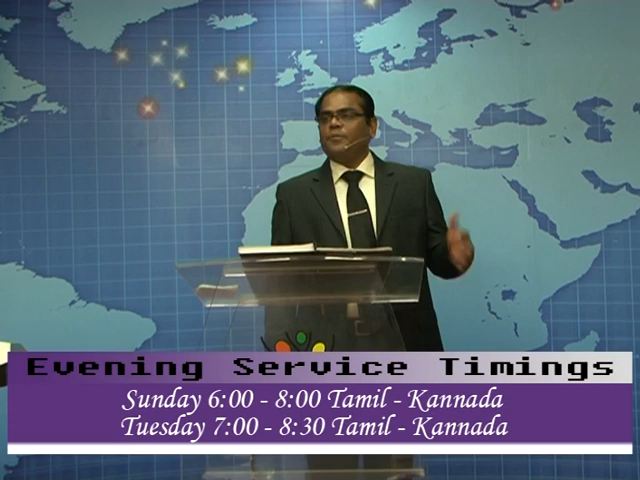 Evening Service Timings
Sunday 6:00 - 8:00 Tamil - Kannada
Tuesday 7:00 - 8:30 Tamil - Kannada